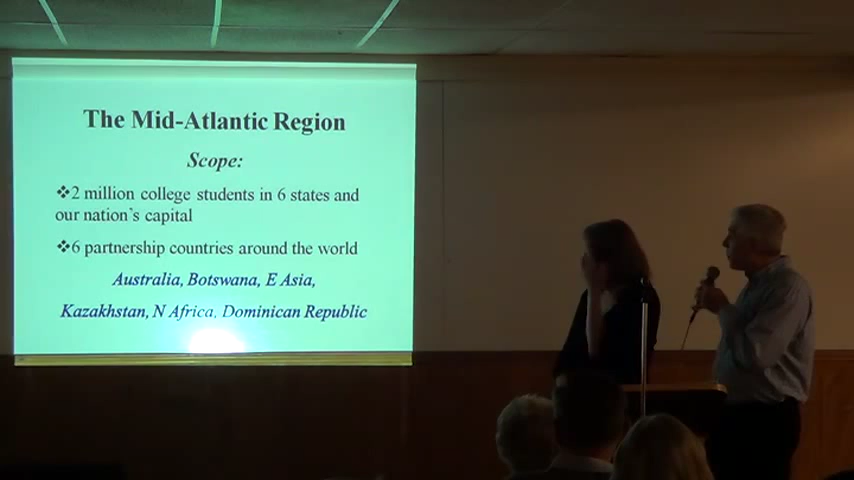 The Mid-Atlantic Region
Scope:
❖2 million college students in 6 states and
our nation's capital
❖6 partnership countries around the world
Australia, Botswana, E Asia,
Kazakhstan, N Africa, Dominican Republic